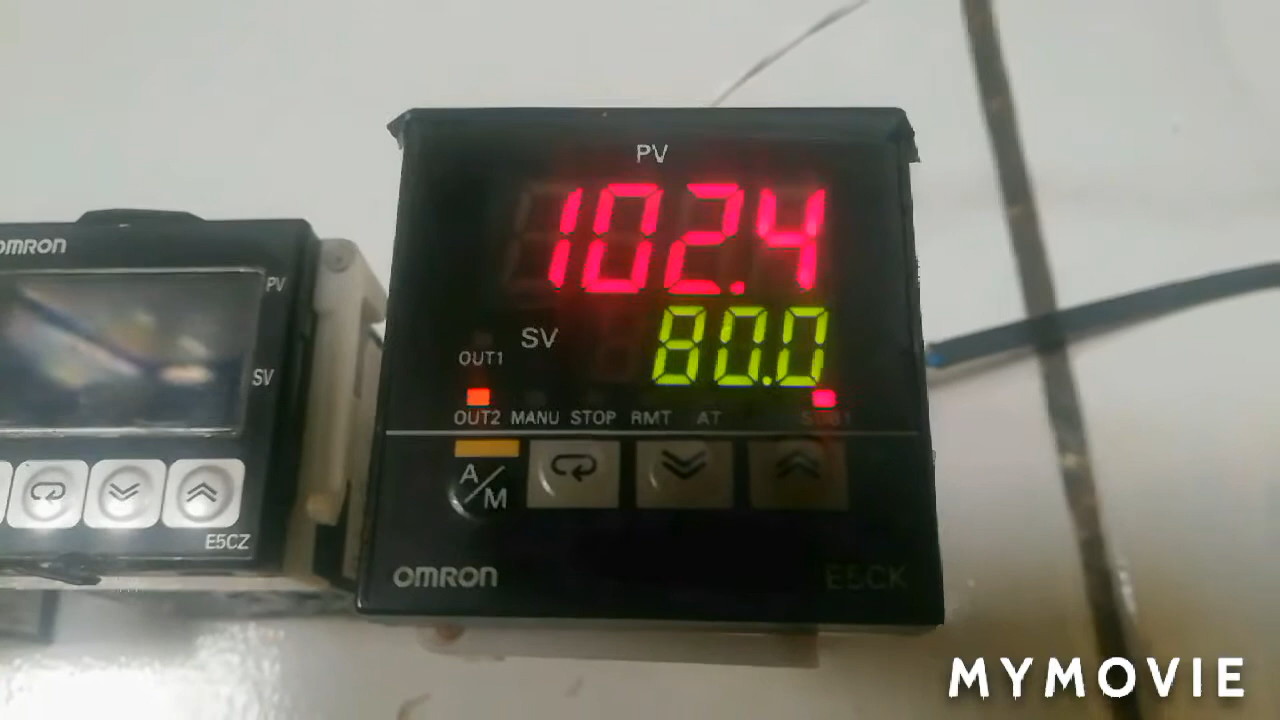 PV
102.4
SV
80.0
OUT1
OUT2 MANU STOP RMT AT SUB1
A/M
OMRON
E5CK
OMRON
PV
SV
E5CZ
MYMOVIE